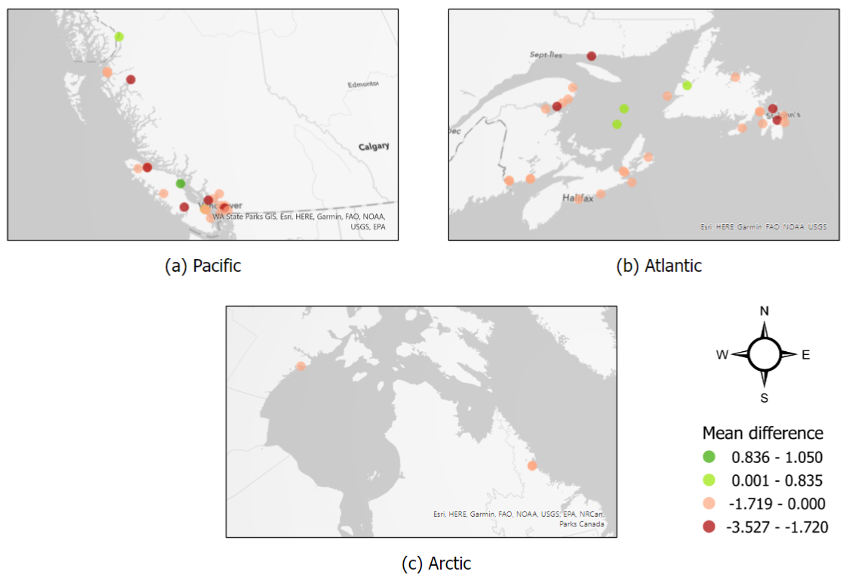 Edmonton
Calgary
Vancouver
WA State Parks GIS, Esri, HERE, Garmin, FAO, NOAA,
USGS, EPA
(a) Pacific
Sept-Îles
St. John's
Halifax
Esri, HERE, Garmin, FAO, NOAA, USGS
(b) Atlantic
Esri, HERE, Garmin, FAO, NOAA, USGS, EPA, NRCan,
Parks Canada
(c) Arctic
N
W E
S
Mean difference
0.836 - 1.050
0.001 - 0.835
-1.719 - 0.000
-3.527 - -1.720